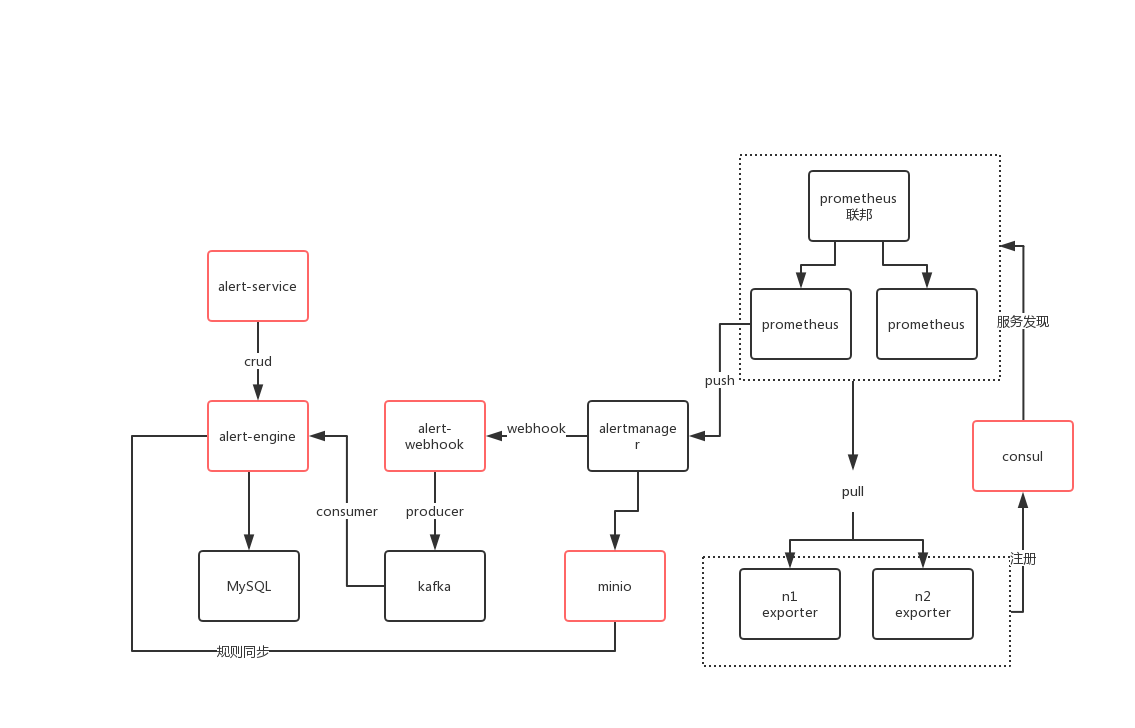 prometheus
联邦
alert-service
prometheus
prometheus
服务发现
crud
push
alert-engine
alert-
webhook
webhook
alertmanage
r
consul
pull
consumer
producer
注册
MySQL
kafka
minio
n1
exporter
n2
exporter
规则同步